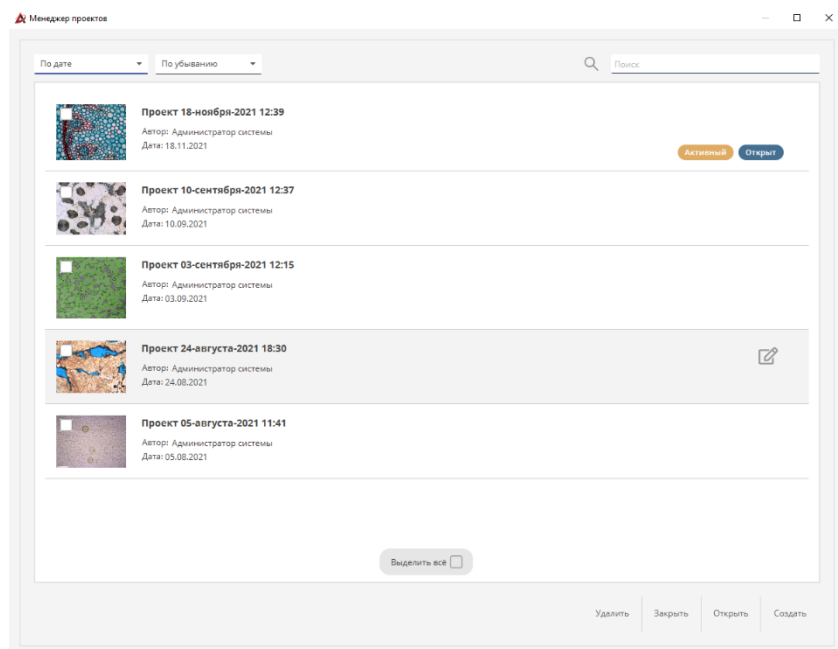 Менеджер проектов
По дате По убыванию Поиск
Проект 18-ноября-2021 12:39
Автор: Администратор системы
Дата: 18.11.2021
Активный Открыт
Проект 10-сентября-2021 12:37
Автор: Администратор системы
Дата: 10.09.2021
Проект 03-сентября-2021 12:15
Автор: Администратор системы
Дата: 03.09.2021
Проект 24-августа-2021 18:30
Автор: Администратор системы
Дата: 24.08.2021
Проект 05-августа-2021 11:41
Автор: Администратор системы
Дата: 05.08.2021
Выделить всё
Удалить Закрыть Открыть Создать